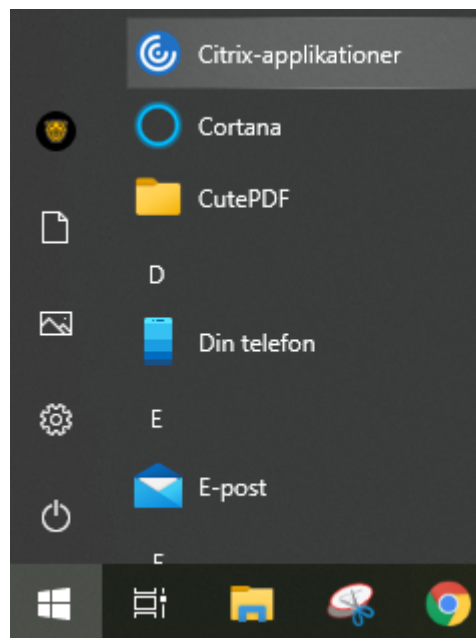 Citrix-applikationer
Cortana
CutePDF
D
Din telefon
E
E-post